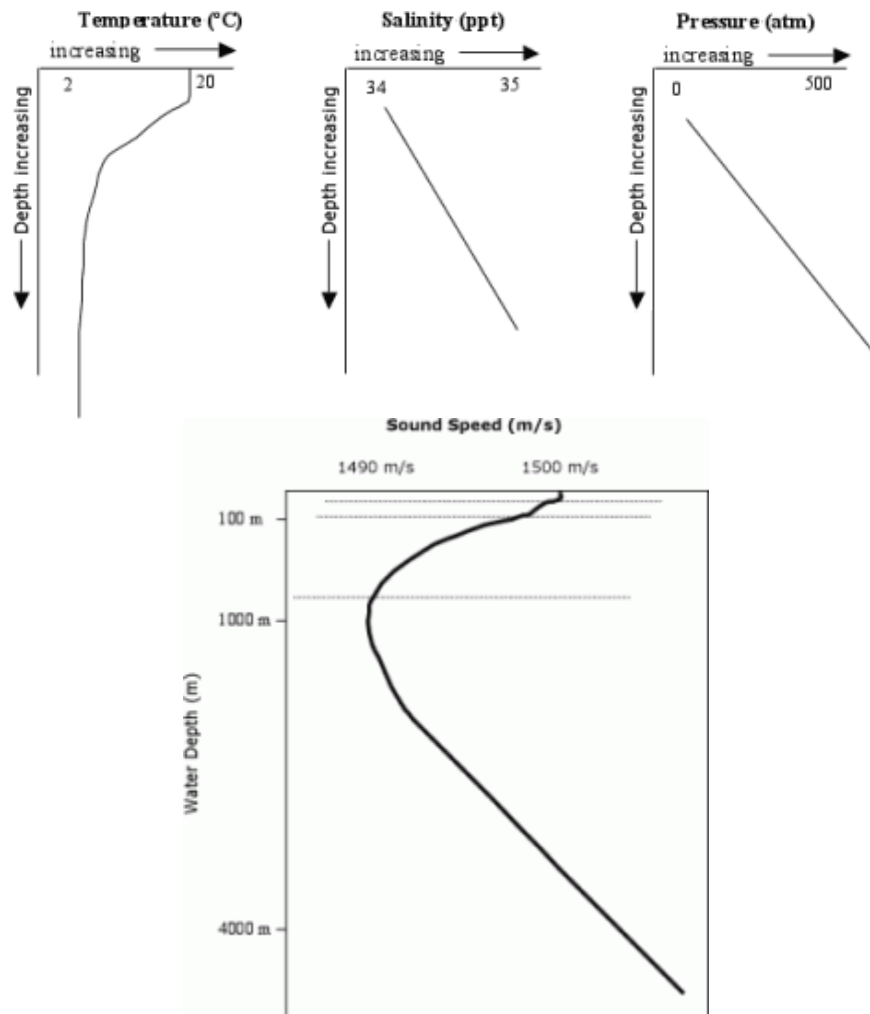 Temperature (°C)
increasing
2
20
Depth increasing
Salinity (ppt)
increasing
34
35
Depth increasing
Pressure (atm)
increasing
0
500
Depth increasing
Sound Speed (m/s)
1490 m/s
1500 m/s
100 m
1000 m
4000 m
Water Depth (m)